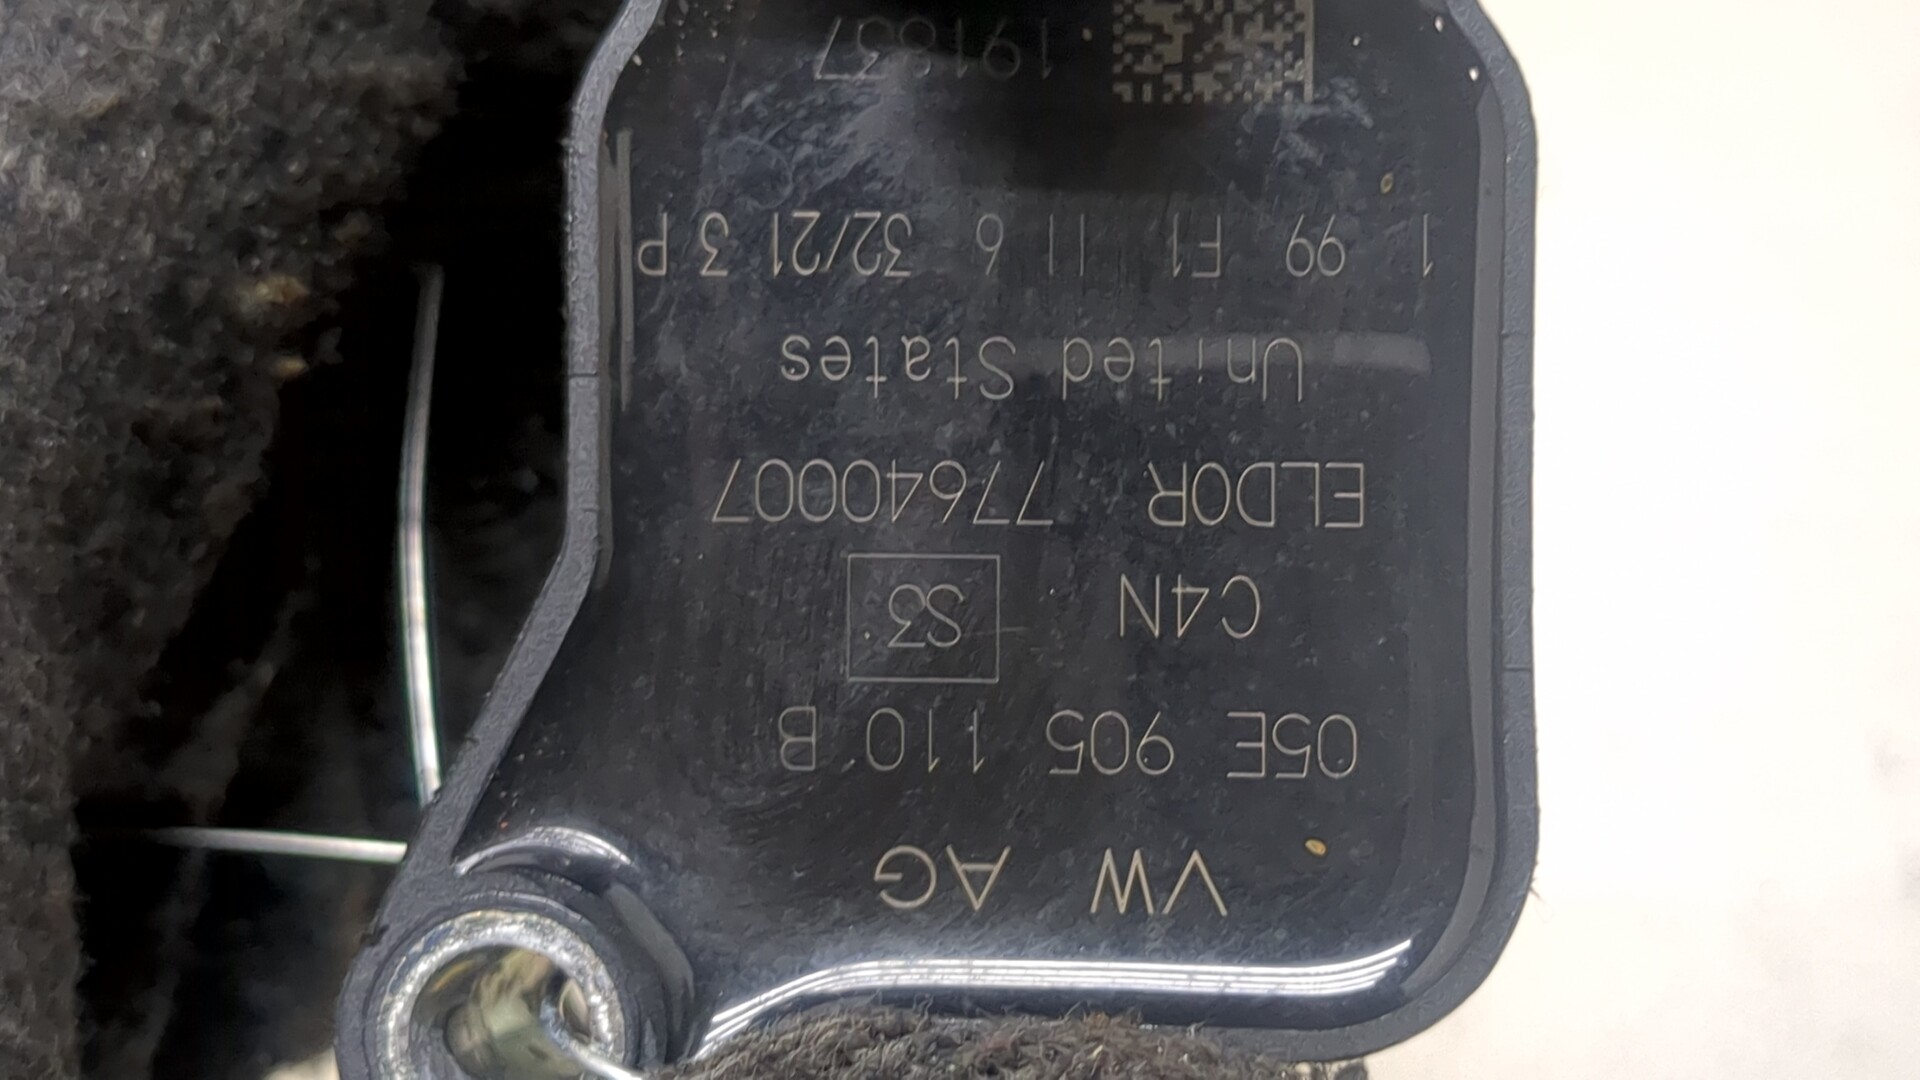 VW AG
05E 905 110 B
C4N S3
ELDOR 77640007
United States
1 99 F1 11 6 32/21 3 P
191837